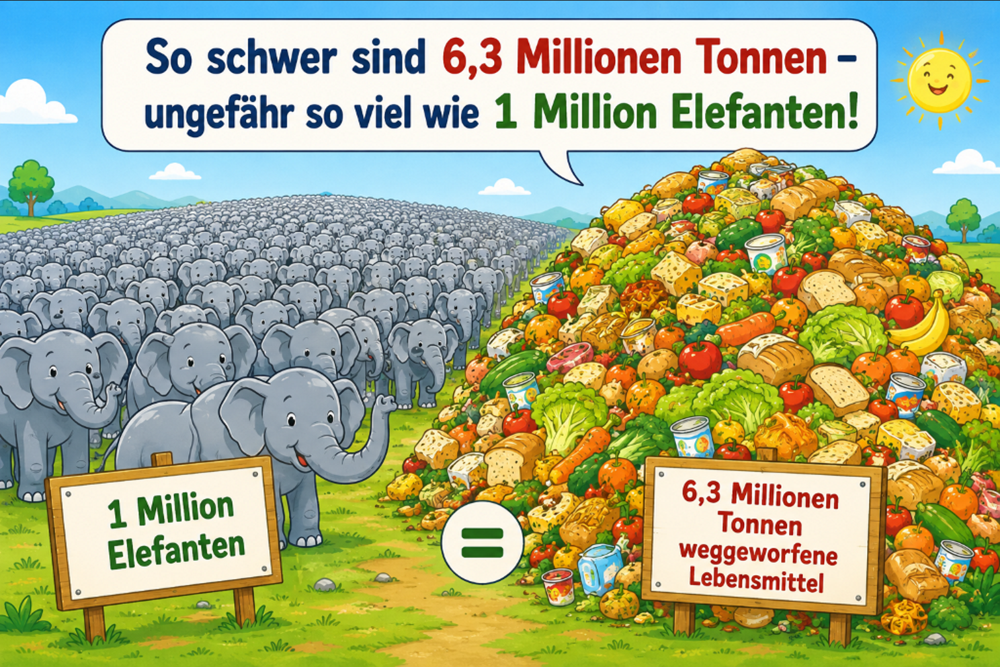 So schwer sind 6,3 Millionen Tonnen –
ungefähr so viel wie 1 Million Elefanten!
1 Million
Elefanten
=
6,3 Millionen
Tonnen
weggeworfene
Lebensmittel